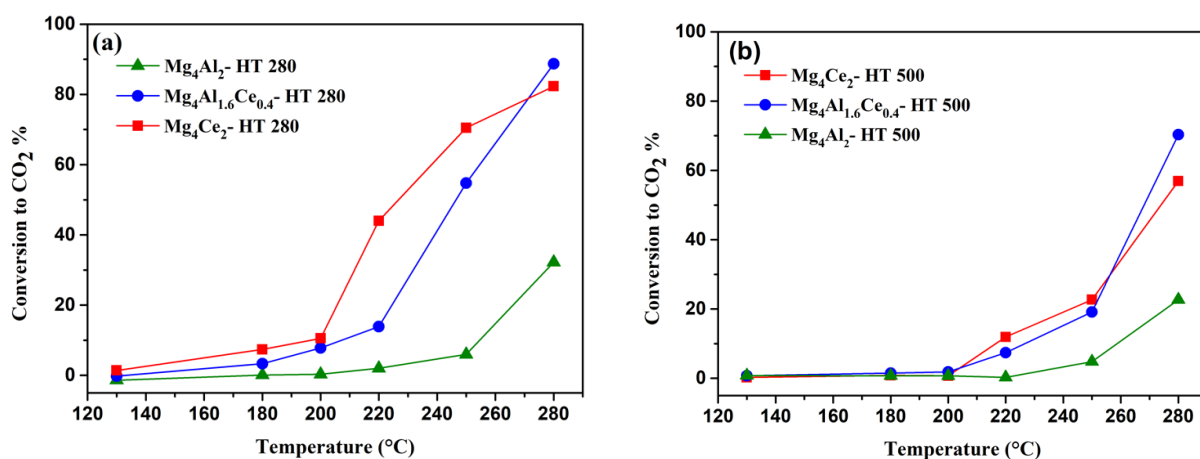 (a)
Mg₄Al₂- HT 280
Mg₄Al₁.₆Ce₀.₄- HT 280
Mg₄Ce₂- HT 280
Conversion to CO₂ %
100
80
60
40
20
0
120 140 160 180 200 220 240 260 280
Temperature (°C)
(b)
Mg₄Ce₂- HT 500
Mg₄Al₁.₆Ce₀.₄- HT 500
Mg₄Al₂- HT 500
Conversion to CO₂ %
100
80
60
40
20
0
120 140 160 180 200 220 240 260 280
Temperature (°C)